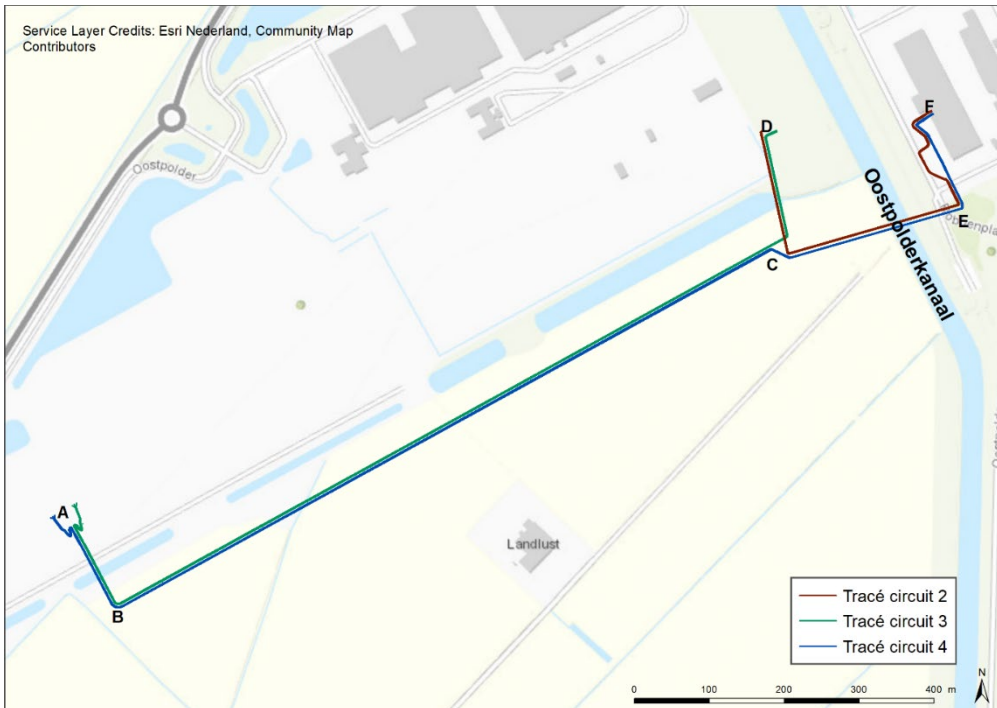 Service Layer Credits: Esri Nederland, Community Map
Contributors
Oostpolder
D
F
Oostpolderkanaal
E
C
A
B
Landlust
Tracé circuit 2
Tracé circuit 3
Tracé circuit 4
N
0 100 200 300 400 m